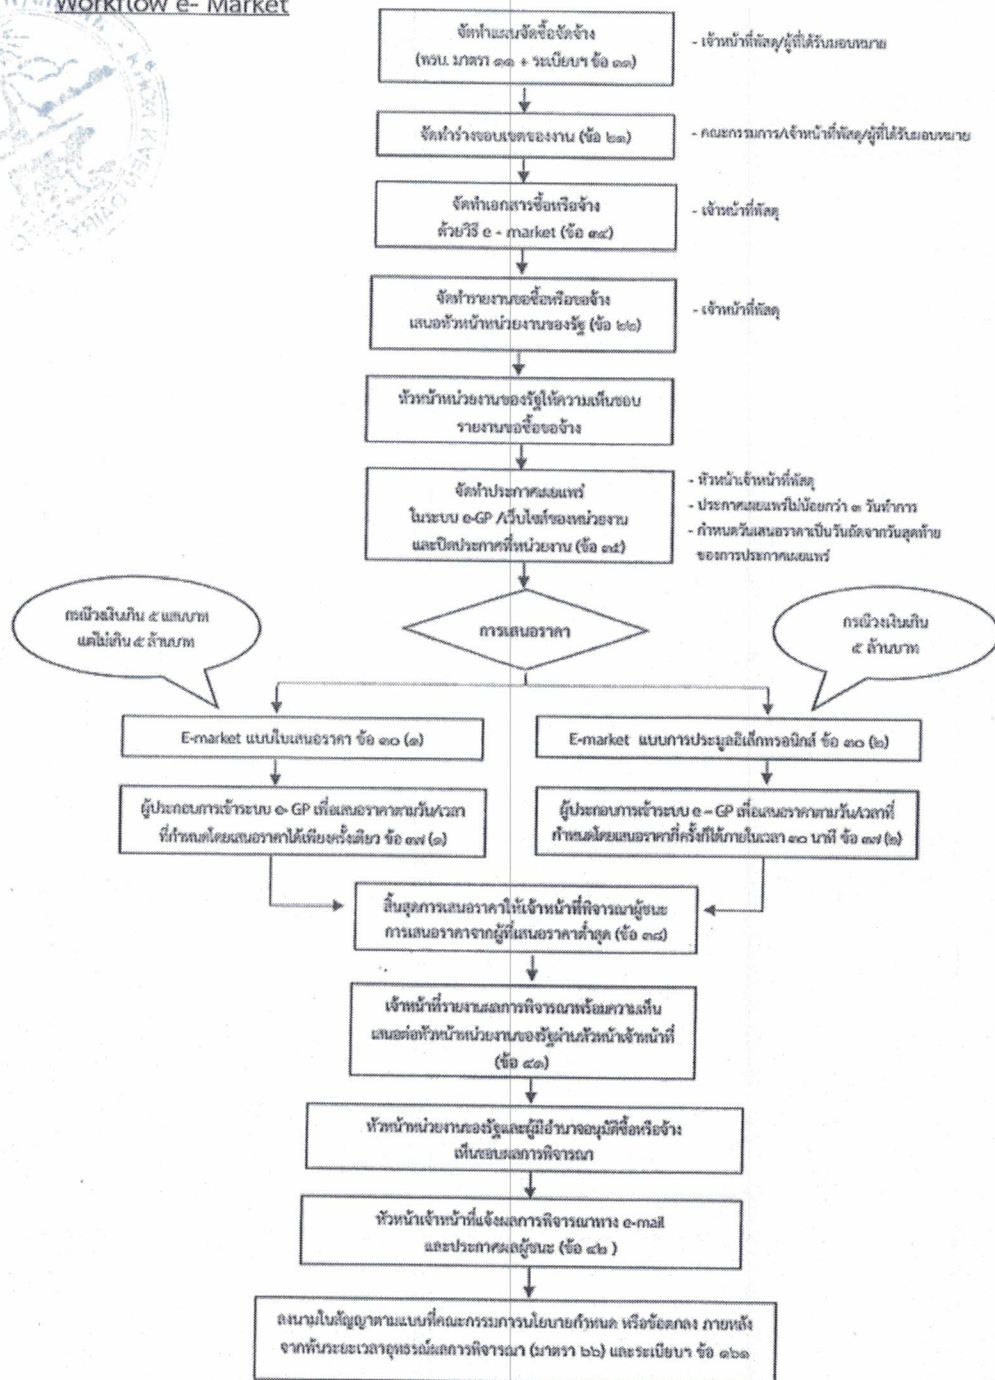 Workflow e- Market
จัดทำแผนจัดซื้อจัดจ้าง
(พรบ. มาตรา ๑๑ + ระเบียบฯ ข้อ ๑๑)
- เจ้าหน้าที่พัสดุ/ผู้ที่ได้รับมอบหมาย
จัดทำร่างขอบเขตของงาน (ข้อ ๒๑)
- คณะกรรมการ/เจ้าหน้าที่พัสดุ/ผู้ที่ได้รับมอบหมาย
จัดทำเอกสารซื้อหรือจ้าง
ด้วยวิธี e - market (ข้อ ๓๔)
- เจ้าหน้าที่พัสดุ
จัดทำรายงานขอซื้อหรือขอจ้าง
เสนอหัวหน้าหน่วยงานของรัฐ (ข้อ ๒๒)
- เจ้าหน้าที่พัสดุ
หัวหน้าหน่วยงานของรัฐให้ความเห็นชอบ
รายงานขอซื้อขอจ้าง
จัดทำประกาศเผยแพร่
ในระบบ e-GP /เว็บไซต์ของหน่วยงาน
และปิดประกาศที่หน่วยงาน (ข้อ ๓๕)
- หัวหน้าเจ้าหน้าที่พัสดุ
- ประกาศเผยแพร่ไม่น้อยกว่า ๓ วันทำการ
- กำหนดวันเสนอราคาเป็นวันถัดจากวันสุดท้าย
ของการประกาศเผยแพร่
กรณีวงเงินเกิน ๕ แสนบาท
แต่ไม่เกิน ๕ ล้านบาท
การเสนอราคา
กรณีวงเงินเกิน
๕ ล้านบาท
E-market แบบใบเสนอราคา ข้อ ๓๐ (๑)
E-market แบบการประมูลอิเล็กทรอนิกส์ ข้อ ๓๐ (๒)
ผู้ประกอบการเข้าระบบ e- GP เพื่อเสนอราคาตามวัน/เวลา
ที่กำหนดโดยเสนอราคาได้เพียงครั้งเดียว ข้อ ๓๗ (๑)
ผู้ประกอบการเข้าระบบ e – GP เพื่อเสนอราคาตามวัน/เวลาที่
กำหนดโดยเสนอราคากี่ครั้งก็ได้ภายในเวลา ๓๐ นาที ข้อ ๓๗ (๒)
สิ้นสุดการเสนอราคาให้เจ้าหน้าที่พิจารณาผู้ชนะ
การเสนอราคาจากผู้ที่เสนอราคาต่ำสุด (ข้อ ๓๘)
เจ้าหน้าที่รายงานผลการพิจารณาพร้อมความเห็น
เสนอต่อหัวหน้าหน่วยงานของรัฐผ่านหัวหน้าเจ้าหน้าที่
(ข้อ ๔๑)
หัวหน้าหน่วยงานของรัฐและผู้มีอำนาจอนุมัติซื้อหรือจ้าง
เห็นชอบผลการพิจารณา
หัวหน้าเจ้าหน้าที่แจ้งผลการพิจารณาทาง e-mail
และประกาศผลผู้ชนะ (ข้อ ๔๒ )
ลงนามในสัญญาตามแบบที่คณะกรรมการนโยบายกำหนด หรือข้อตกลง ภายหลัง
จากพ้นระยะเวลาอุทธรณ์ผลการพิจารณา (มาตรา ๖๖) และระเบียบฯ ข้อ ๑๖๑